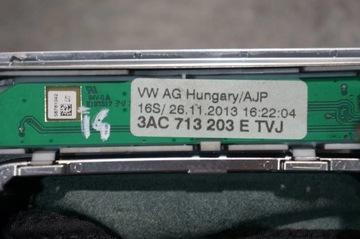 VW AG Hungary/AJP
16S/ 26.11.2013 16:22:04
3AC 713 203 E TVJ
16